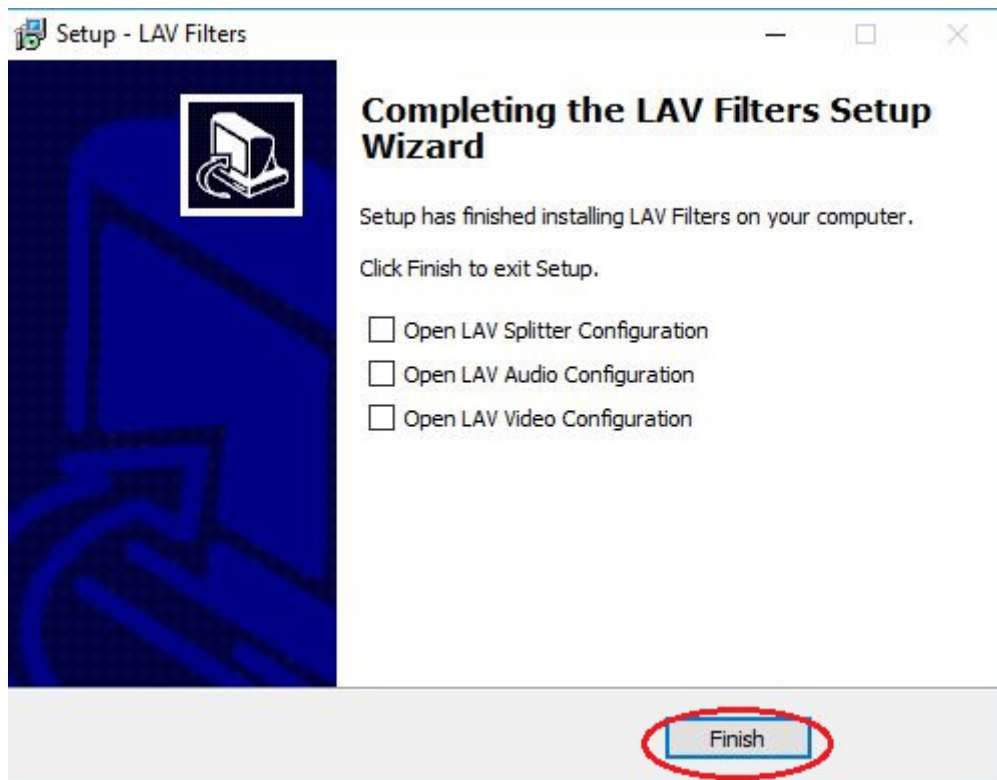 Setup - LAV Filters
Completing the LAV Filters Setup
Wizard
Setup has finished installing LAV Filters on your computer.
Click Finish to exit Setup.
Open LAV Splitter Configuration
Open LAV Audio Configuration
Open LAV Video Configuration
Finish